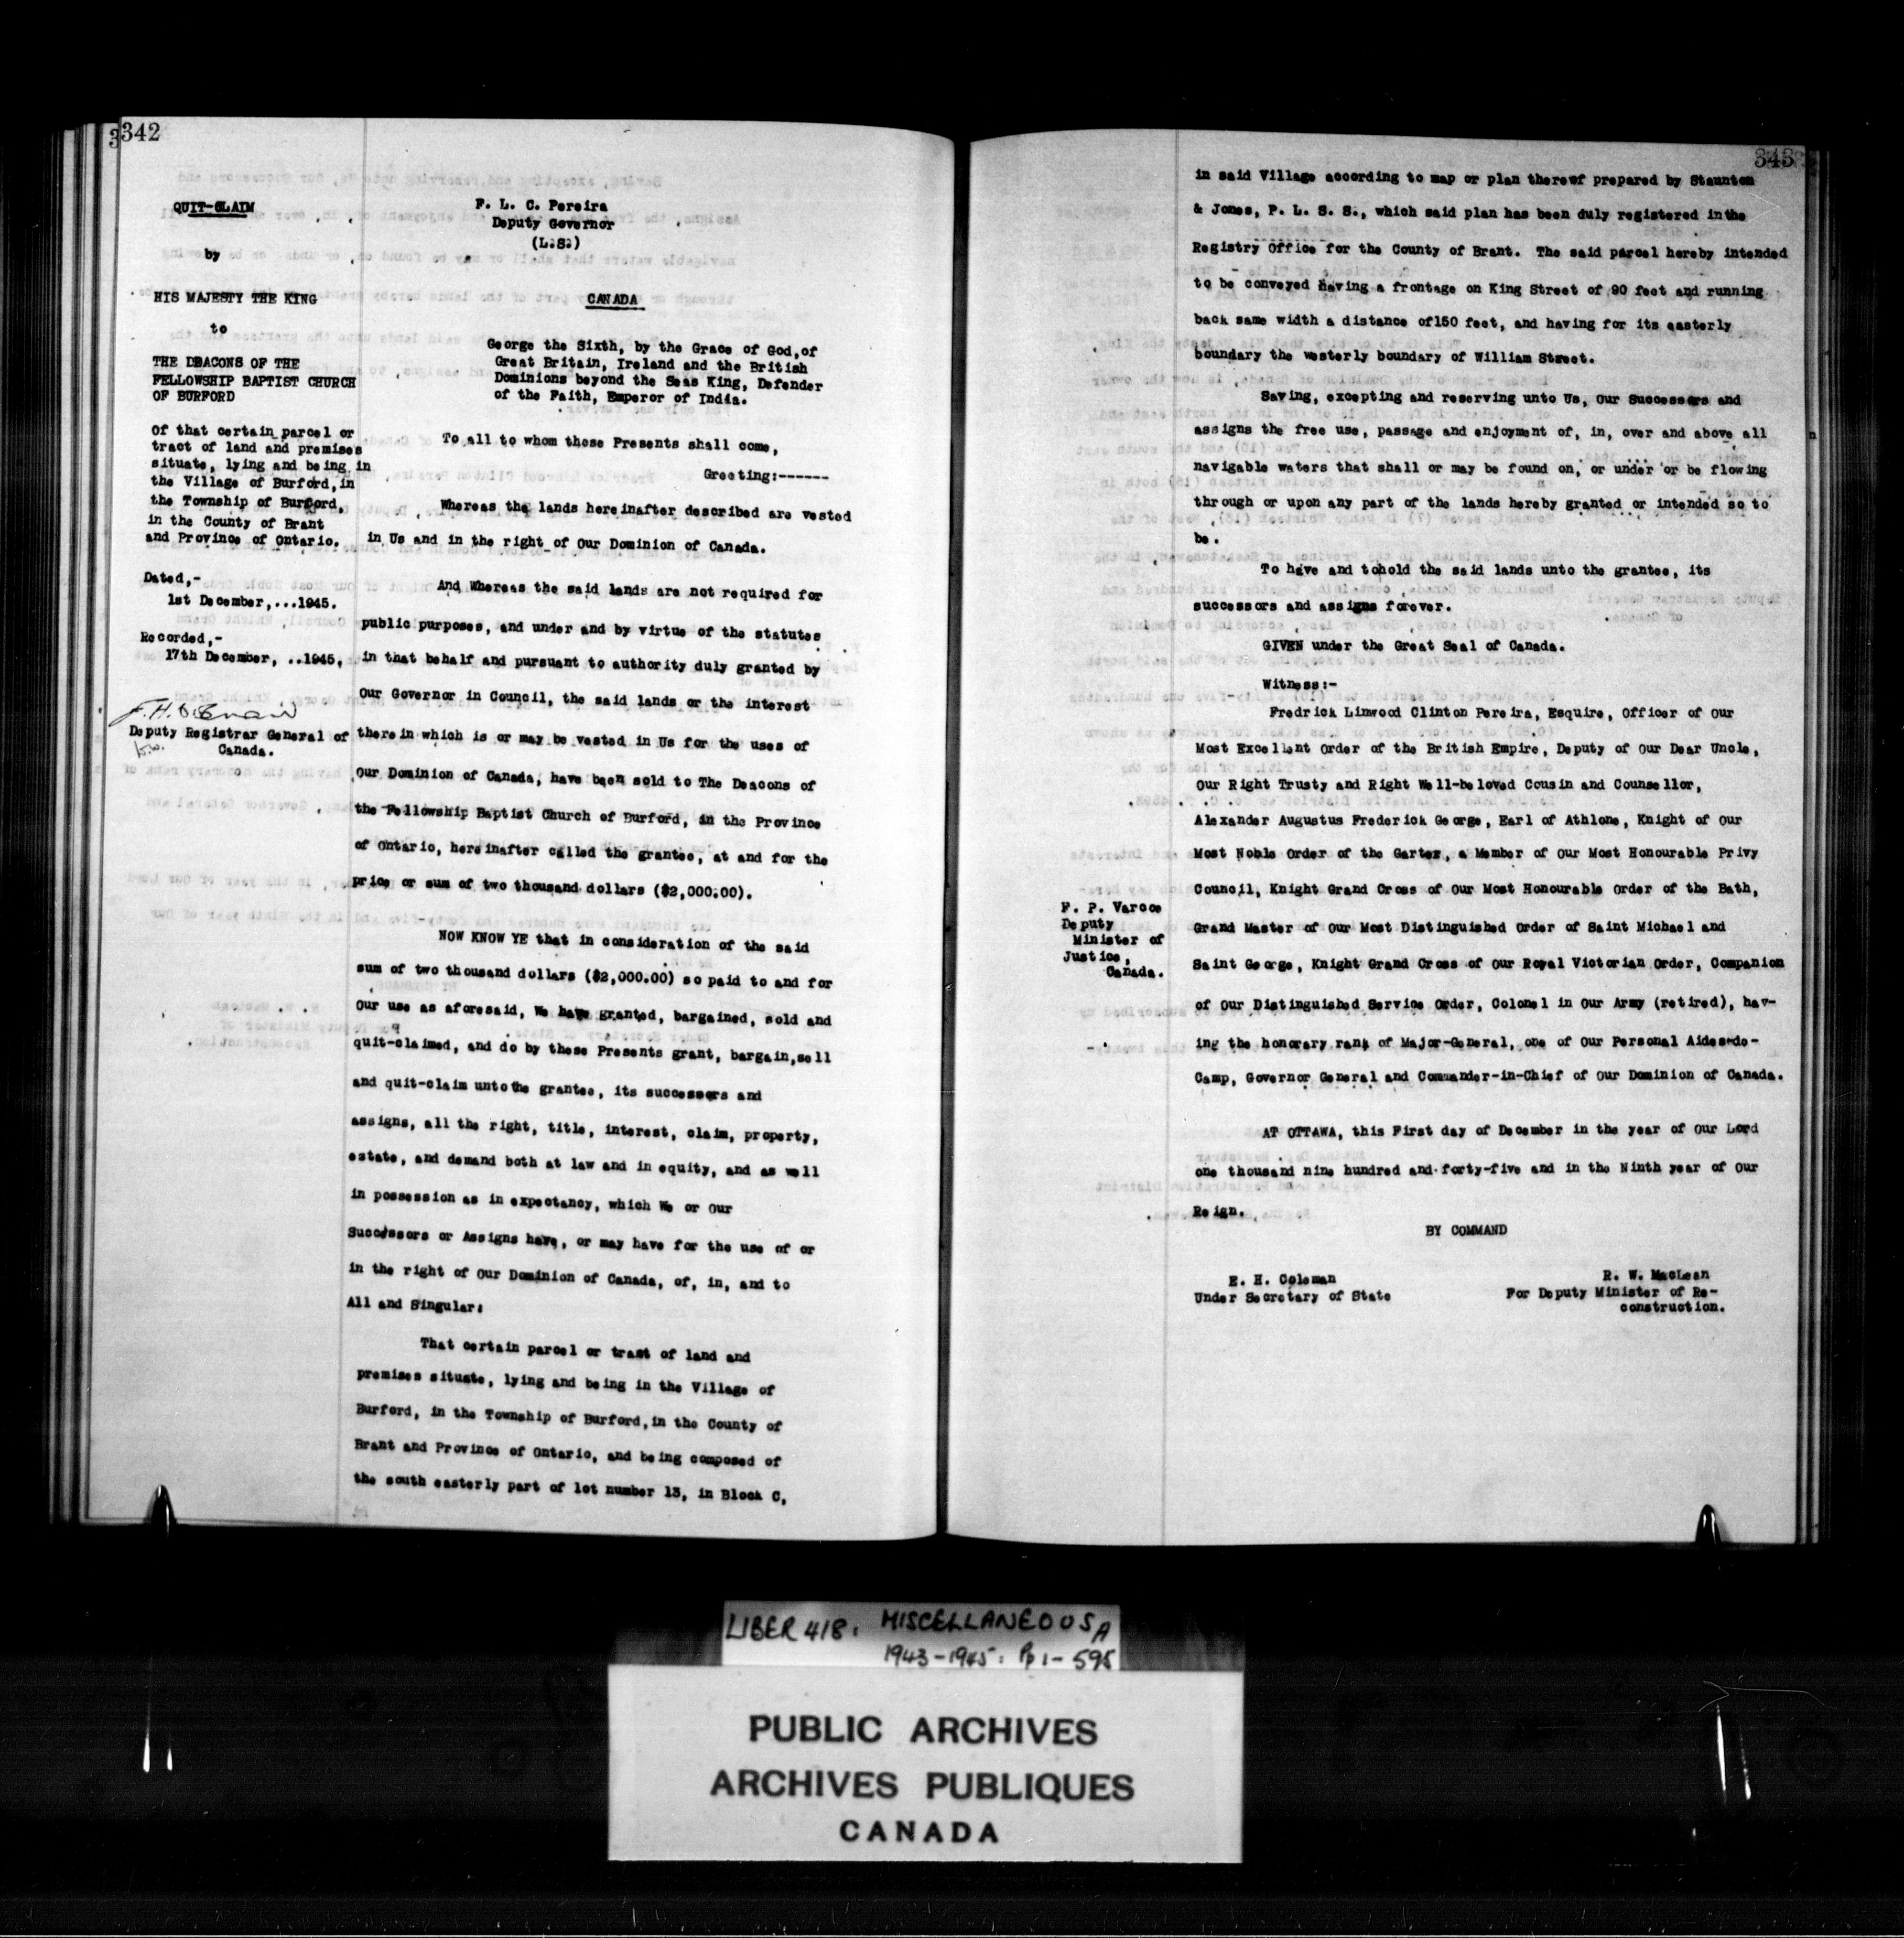 342
QUIT-CLAIM
by
HIS MAJESTY THE KING
to
THE DEACONS OF THE
FELLOWSHIP BAPTIST CHURCH
OF BURFORD
Of that certain parcel or
tract of land and premises
situate, lying and being in
the Village of Burford, in
the Township of Burford,
in the County of Brant
and Province of Ontario.
Dated,-
1st December,...1945.
Recorded,-
17th December, ..1945.
Deputy Registrar General of
Canada.
F. L. C. Pereira
Deputy Governor
(L.S.)
CANADA
George the Sixth, by the Grace of God, of
Great Britain, Ireland and the British
Dominions beyond the Seas King, Defender
of the Faith, Emperor of India.
To all to whom these Presents shall come,
Greeting:------
Whereas the lands hereinafter described are vested
in Us and in the right of Our Dominion of Canada.
And Whereas the said lands are not required for
public purposes, and under and by virtue of the statutes
in that behalf and pursuant to authority duly granted by
Our Governor in Council, the said lands or the interest
therein which is or may be vested in Us for the uses of
Our Dominion of Canada, have been sold to The Deacons of
the Fellowship Baptist Church of Burford, in the Province
of Ontario, hereinafter called the grantee, at and for the
price or sum of two thousand dollars ($2,000.00).
NOW KNOW YE that in consideration of the said
sum of two thousand dollars ($2,000.00) so paid to and for
Our use as aforesaid, We have granted, bargained, sold and
quit-claimed, and do by these Presents grant, bargain, sell
and quit-claim unto the grantee, its successors and
assigns, all the right, title, interest, claim, property,
estate, and demand both at law and in equity, and as well
in possession as in expectancy, which We or Our
Successors or Assigns have, or may have for the use of or
in the right of Our Dominion of Canada, of, in, and to
All and Singular:
That certain parcel or tract of land and
premises situate, lying and being in the Village of
Burford, in the Township of Burford, in the County of
Brant and Province of Ontario, and being composed of
the south easterly part of lot number 13, in Block C,
343
in said Village according to map or plan thereof prepared by Staunton
& Jones, P. L. S. S., which said plan has been duly registered inthe
Registry Office for the County of Brant. The said parcel hereby intended
to be conveyed having a frontage on King Street of 90 feet and running
back same width a distance of150 feet, and having for its easterly
boundary the westerly boundary of William Street.
Saving, excepting and reserving unto Us, Our Successors and
assigns the free use, passage and enjoyment of, in, over and above all
navigable waters that shall or may be found on, or under or be flowing
through or upon any part of the lands hereby granted or intended so to
be.
To have and tohold the said lands unto the grantee, its
successors and assigns forever.
GIVEN under the Great Seal of Canada.
Witness:-
Fredrick Linwood Clinton Pereira, Esquire, Officer of Our
Most Excellent Order of the British Empire, Deputy of Our Dear Uncle,
Our Right Trusty and Right Well-beloved Cousin and Counsellor,
Alexander Augustus Frederick George, Earl of Athlone, Knight of Our
Most Noble Order of the Garter, a Member of Our Most Honourable Privy
Council, Knight Grand Cross of Our Most Honourable Order of the Bath,
Grand Master of Our Most Distinguished Order of Saint Michael and
Saint George, Knight Grand Cross of Our Royal Victorian Order, Companion
of Our Distinguished Service Order, Colonel in Our Army (retired), hav-
ing the honorary rank of Major-General, one of Our Personal Aides-de-
Camp, Governor General and Commander-in-Chief of Our Dominion of Canada.
F. P. Varcoe
Deputy
Minister of
Justice,
Canada.
AT OTTAWA, this First day of December in the year of Our Lord
one thousand nine hundred and forty-five and in the Ninth year of Our
Reign.
BY COMMAND
E. H. Coleman
Under Secretary of State
R. W. MacLean
For Deputy Minister of Re-
construction.
LIBER 418: MISCELLANEOUS A
1943-1945: Pp 1-595
PUBLIC ARCHIVES
ARCHIVES PUBLIQUES
CANADA